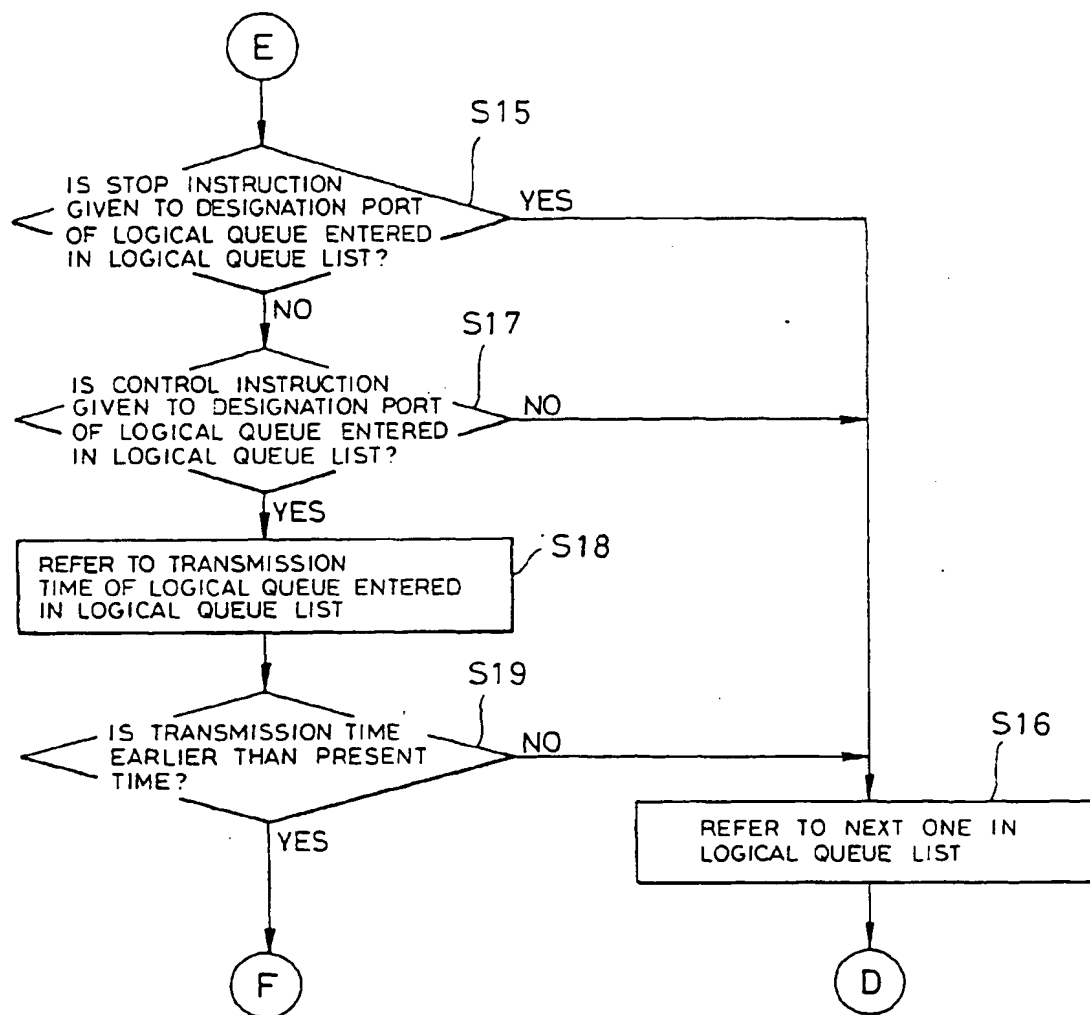 E
S15
IS STOP INSTRUCTION
GIVEN TO DESIGNATION PORT
OF LOGICAL QUEUE ENTERED
IN LOGICAL QUEUE LIST?
YES
NO
S17
IS CONTROL INSTRUCTION
GIVEN TO DESIGNATION PORT
OF LOGICAL QUEUE ENTERED
IN LOGICAL QUEUE LIST?
NO
YES
S18
REFER TO TRANSMISSION
TIME OF LOGICAL QUEUE ENTERED
IN LOGICAL QUEUE LIST
S19
IS TRANSMISSION TIME
EARLIER THAN PRESENT
TIME?
NO
YES
S16
REFER TO NEXT ONE IN
LOGICAL QUEUE LIST
F
D